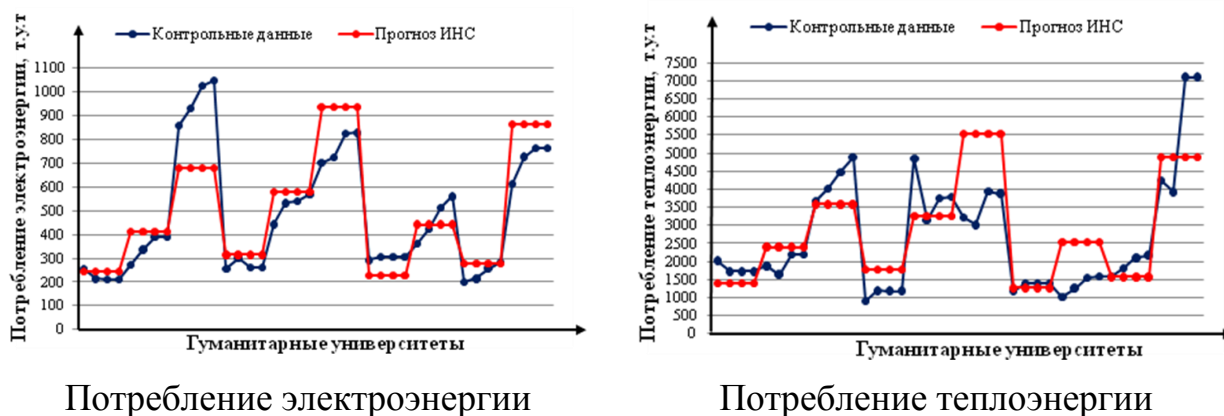 Потребление электроэнергии, т.у.т
Контрольные данные
Прогноз ИНС
1100
1000
900
800
700
600
500
400
300
200
100
0
Гуманитарные университеты
Потребление электроэнергии
Потребление теплоэнергии, т.у.т
Контрольные данные
Прогноз ИНС
7500
7000
6500
6000
5500
5000
4500
4000
3500
3000
2500
2000
1500
1000
500
0
Гуманитарные университеты
Потребление теплоэнергии